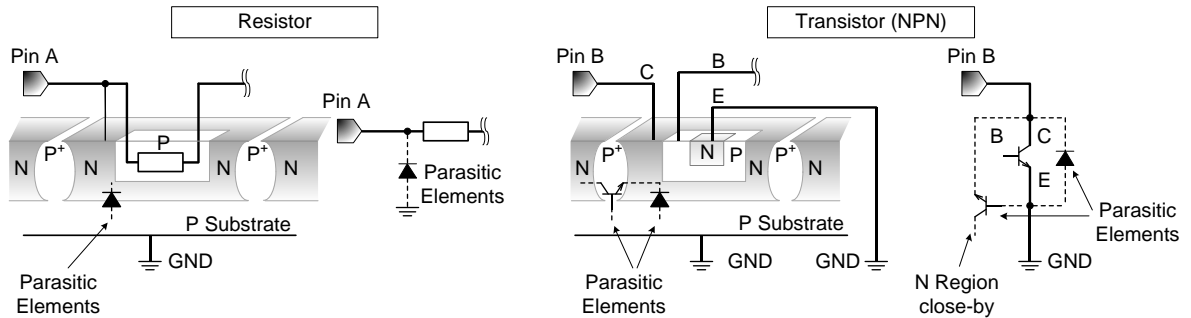 Resistor
Transistor (NPN)
Pin A
Pin B
Pin B
C
B
E
Pin A
N
P+
N
P
P+
N
N
P+
N
N
P
P+
N
B
C
E
Parasitic
Elements
P Substrate
P Substrate
GND
GND
GND
GND
Parasitic
Elements
Parasitic
Elements
Parasitic
Elements
N Region
close-by